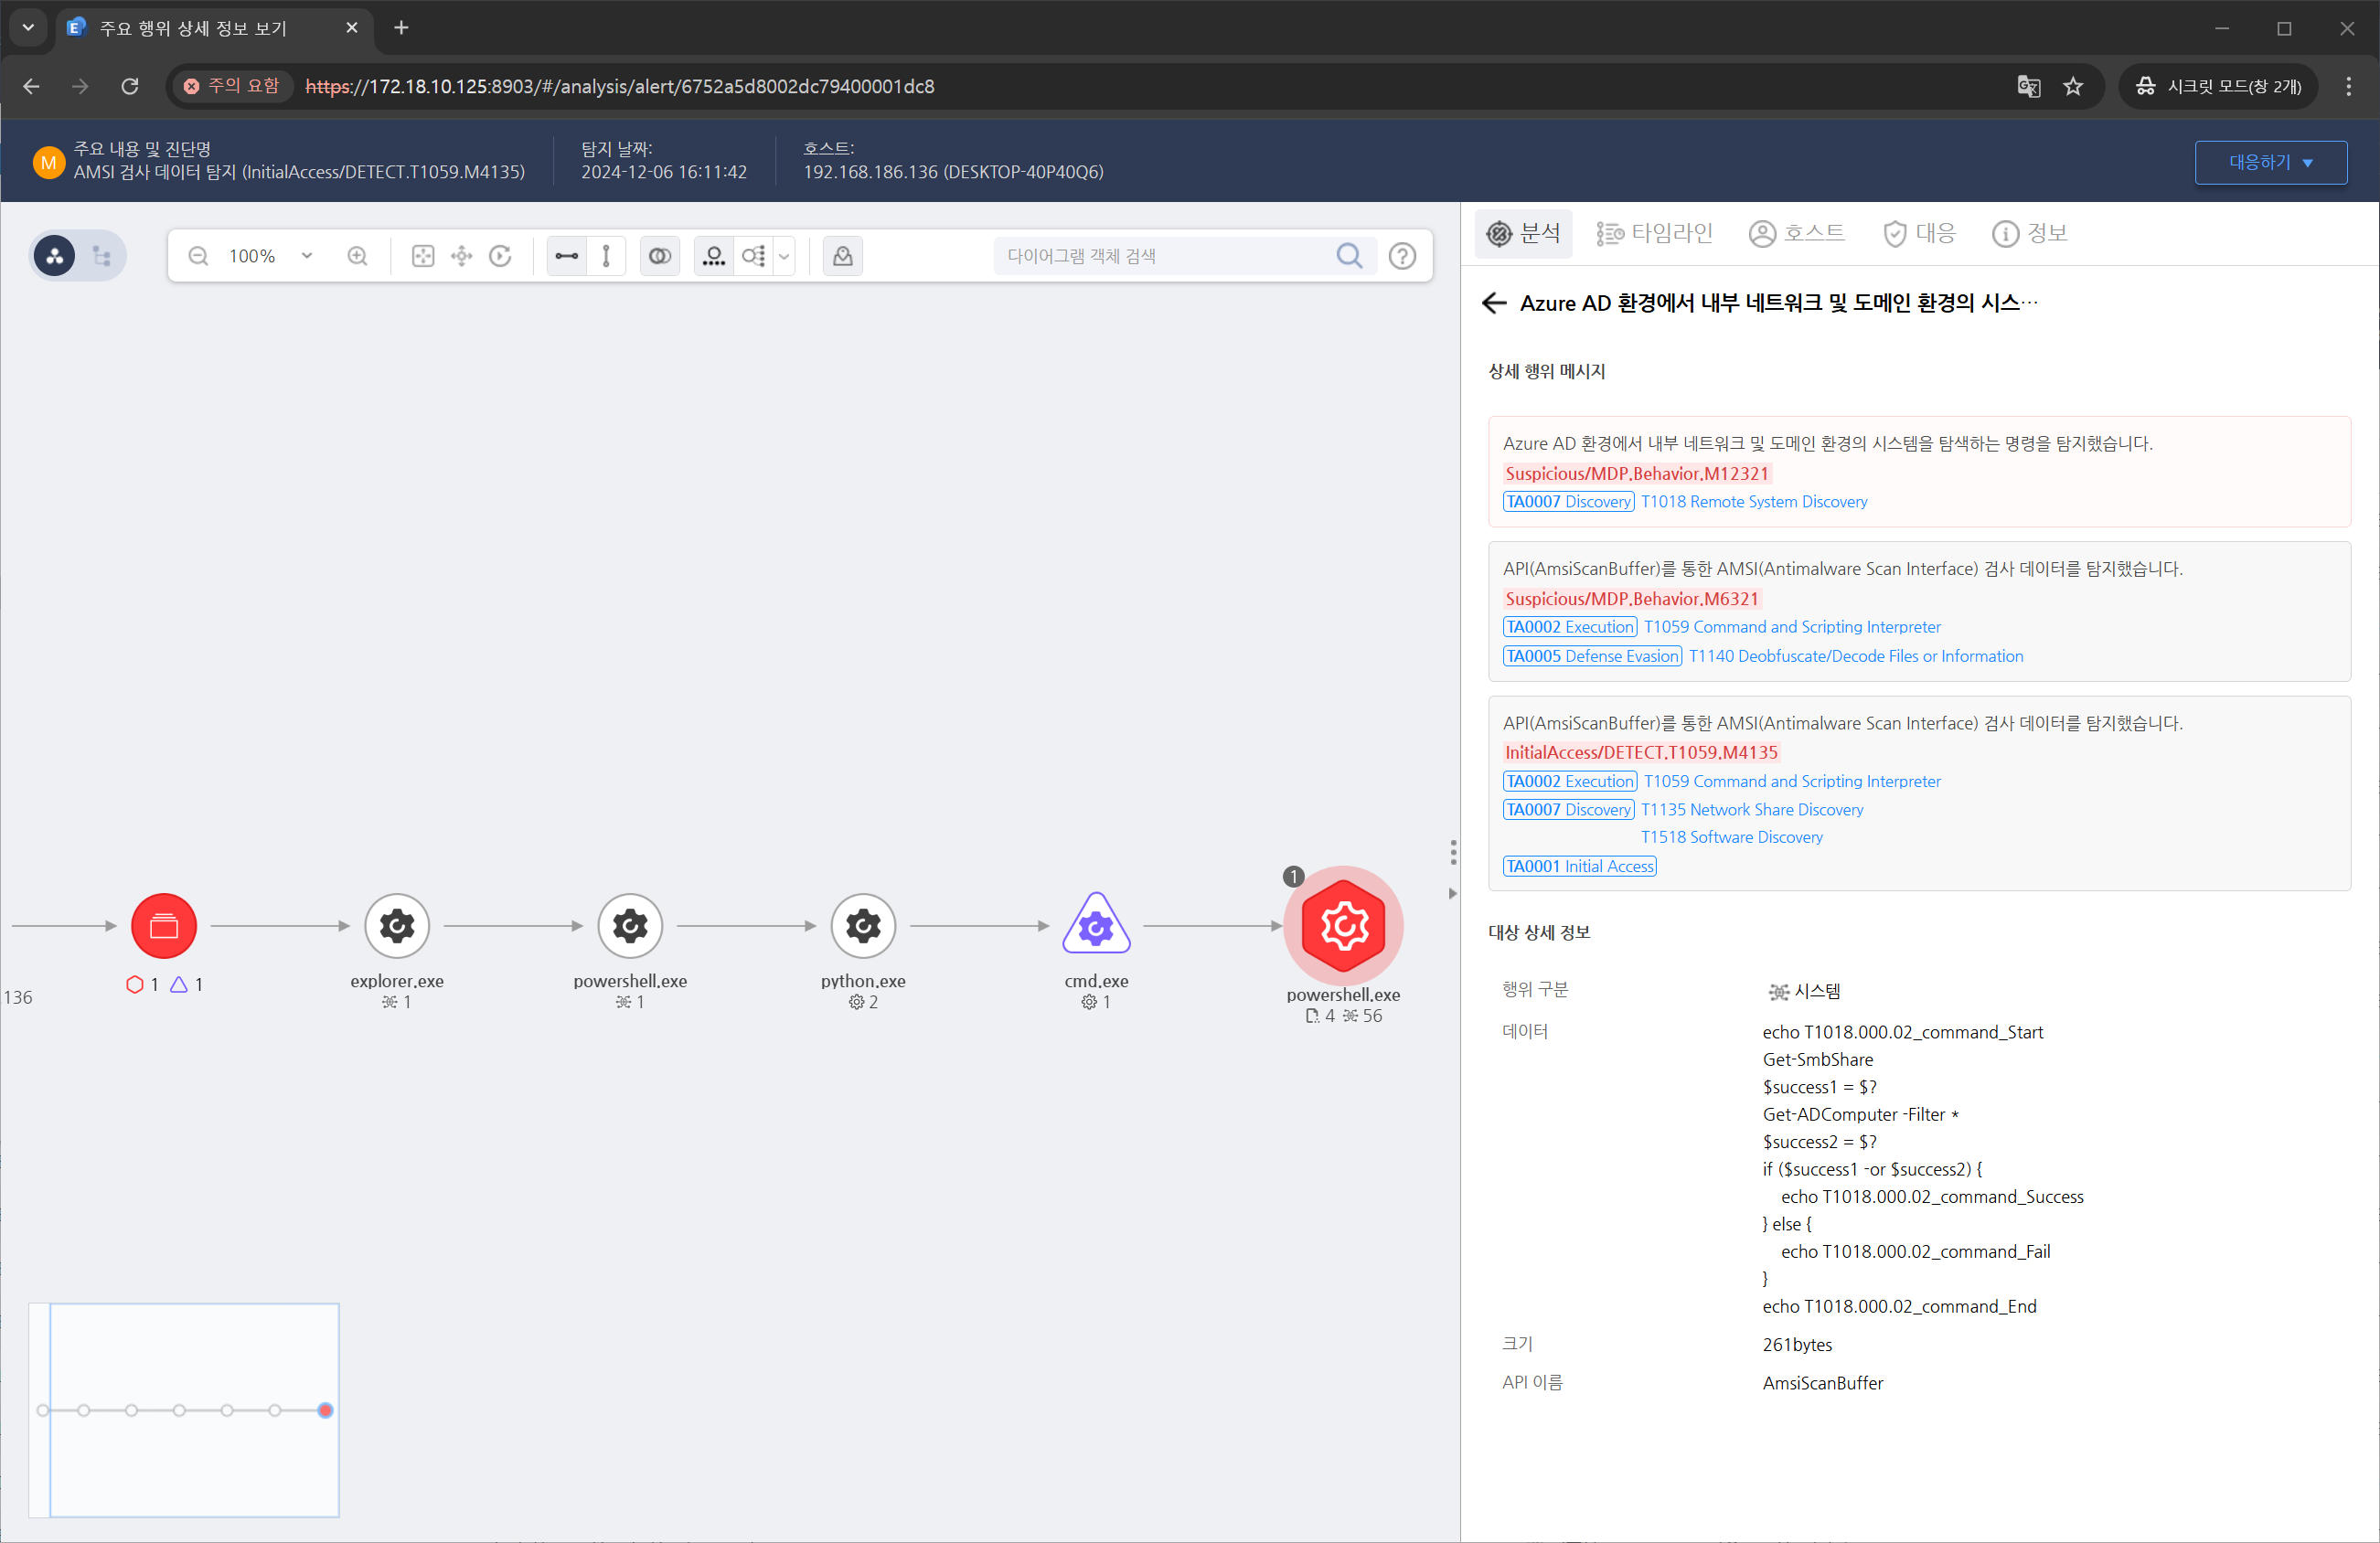 주요 행위 상세 정보 보기
주의 요함
https://172.18.10.125:8903/#/analysis/alert/6752a5d8002dc79400001dc8
시크릿 모드(창 2개)
M
주요 내용 및 진단명
AMSI 검사 데이터 탐지 (InitialAccess/DETECT.T1059.M4135)
탐지 날짜:
2024-12-06 16:11:42
호스트:
192.168.186.136 (DESKTOP-40P40Q6)
대응하기
100%
다이어그램 객체 검색
136
1 1
explorer.exe
1
powershell.exe
1
python.exe
2
cmd.exe
1
1
powershell.exe
4 56
분석
타임라인
호스트
대응
정보
Azure AD 환경에서 내부 네트워크 및 도메인 환경의 시스…
상세 행위 메시지
Azure AD 환경에서 내부 네트워크 및 도메인 환경의 시스템을 탐색하는 명령을 탐지했습니다.
Suspicious/MDP.Behavior.M12321
TA0007 Discovery T1018 Remote System Discovery
API(AmsiScanBuffer)를 통한 AMSI(Antimalware Scan Interface) 검사 데이터를 탐지했습니다.
Suspicious/MDP.Behavior.M6321
TA0002 Execution T1059 Command and Scripting Interpreter
TA0005 Defense Evasion T1140 Deobfuscate/Decode Files or Information
API(AmsiScanBuffer)를 통한 AMSI(Antimalware Scan Interface) 검사 데이터를 탐지했습니다.
InitialAccess/DETECT.T1059.M4135
TA0002 Execution T1059 Command and Scripting Interpreter
TA0007 Discovery T1135 Network Share Discovery
T1518 Software Discovery
TA0001 Initial Access
대상 상세 정보
행위 구분 시스템
데이터 echo T1018.000.02_command_Start
Get-SmbShare
$success1 = $?
Get-ADComputer -Filter *
$success2 = $?
if ($success1 -or $success2) {
echo T1018.000.02_command_Success
} else {
echo T1018.000.02_command_Fail
}
echo T1018.000.02_command_End
크기 261bytes
API 이름 AmsiScanBuffer